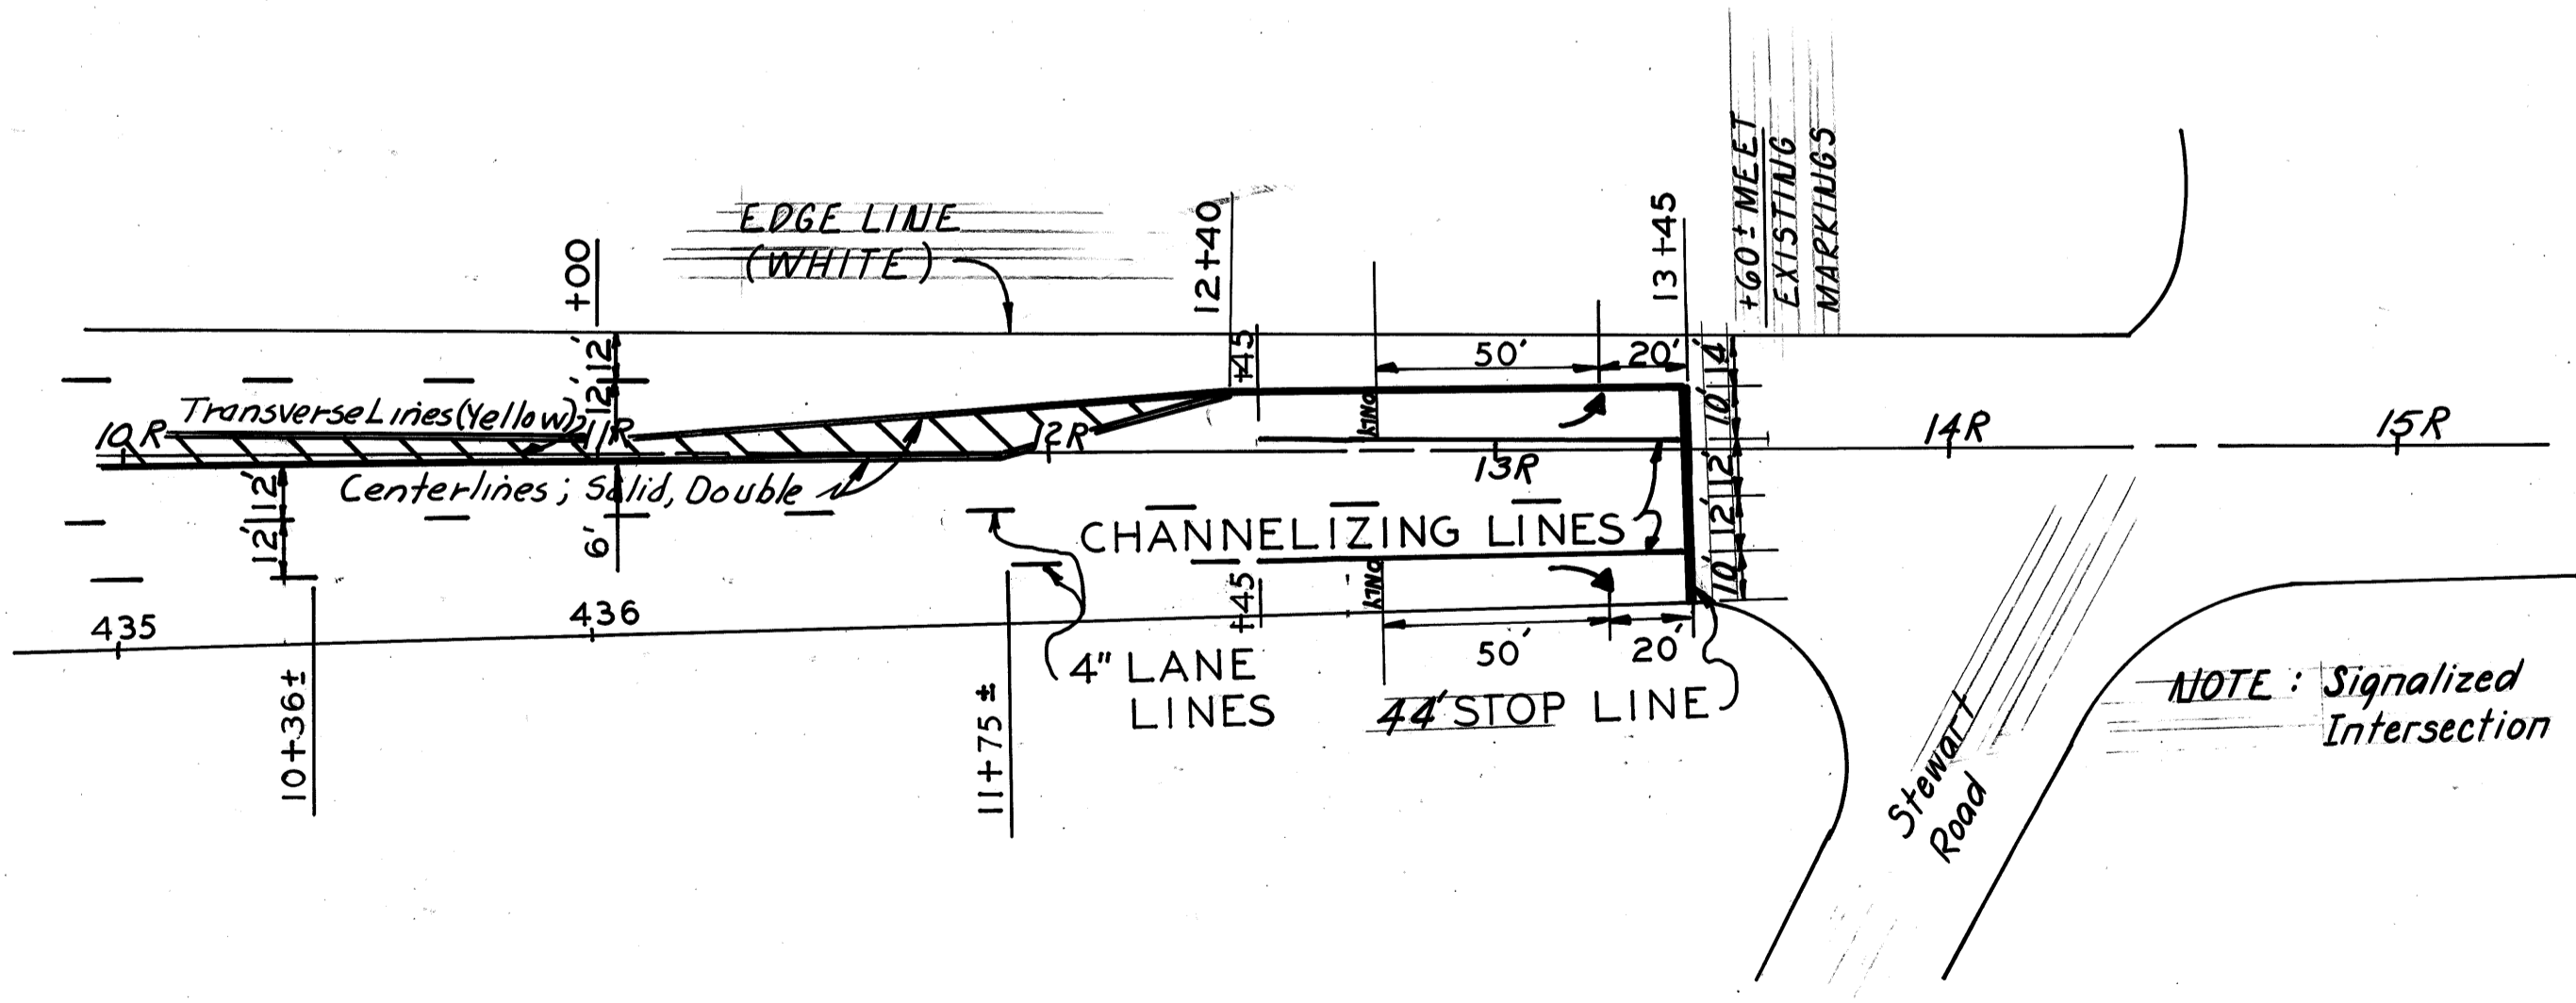 EDGE LINE
(WHITE)
+00
12+40
13+45
+60± MEET
EXISTING
MARKINGS
+45
50'
20'
14'
12'
12'
10'
Transverse Lines (Yellow)
10R
11R
12R
13R
14R
15R
ONLY
Centerlines; Solid, Double
12'
12'
6'
12'
12'
10'
CHANNELIZING LINES
ONLY
435
436
+45
50'
20'
10+36±
11+75±
4" LANE
LINES
44' STOP LINE
Stewart
Road
NOTE: Signalized
Intersection